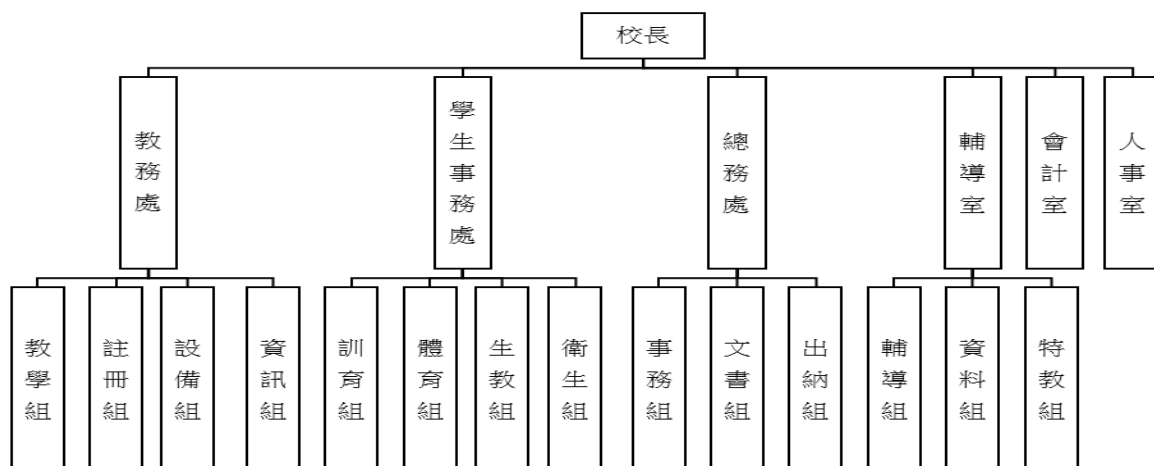 校長
教務處
學生事務處
總務處
輔導室
會計室
人事室
教學組
註冊組
設備組
資訊組
訓育組
體育組
生教組
衛生組
事務組
文書組
出納組
輔導組
資料組
特教組